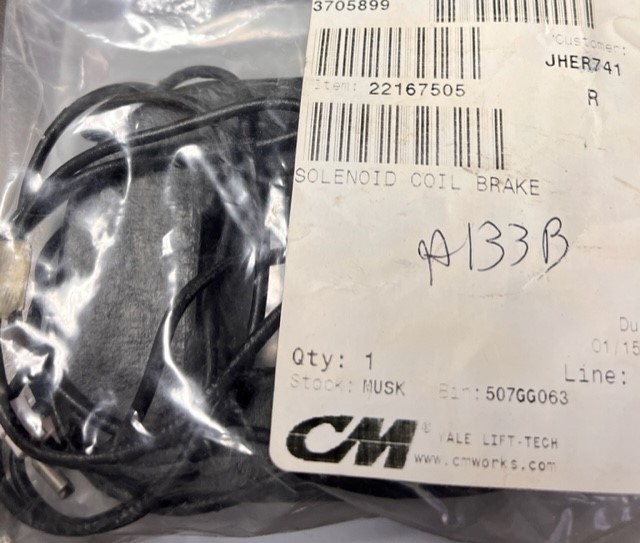 3705899
Customer:
JHER741
Item: 22167505
R
SOLENOID COIL BRAKE
A133B
Du
01/15
Qty: 1
Line:
Stock: MUSK Bin: 507GG063
CM® YALE LIFT-TECH
www.cmworks.com